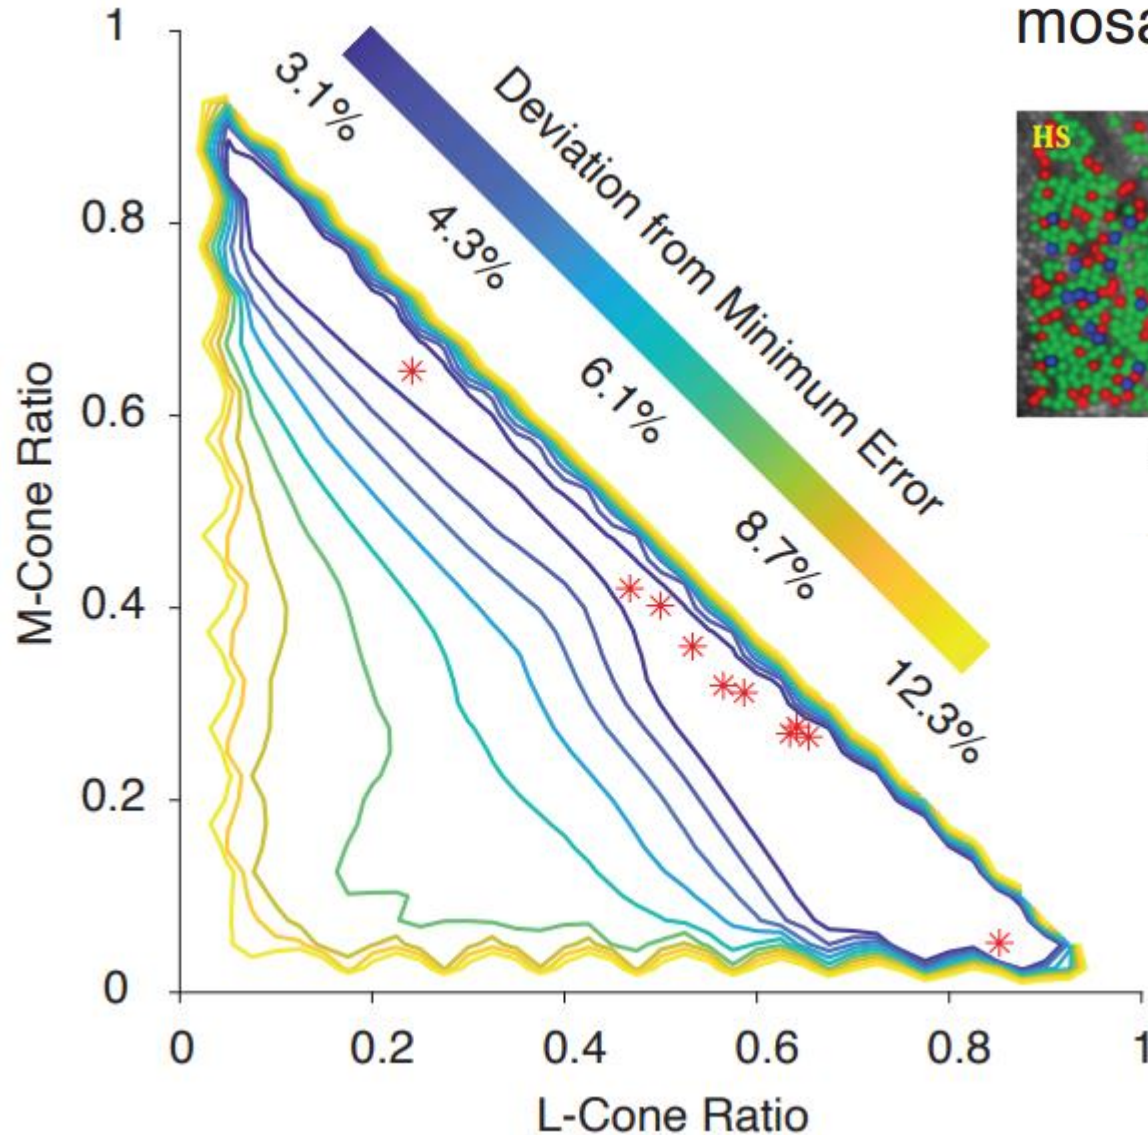 mosa
HS
Deviation from Minimum Error
3.1%
4.3%
6.1%
8.7%
12.3%
M-Cone Ratio
1
0.8
0.6
0.4
0.2
0
0 0.2 0.4 0.6 0.8 1
L-Cone Ratio